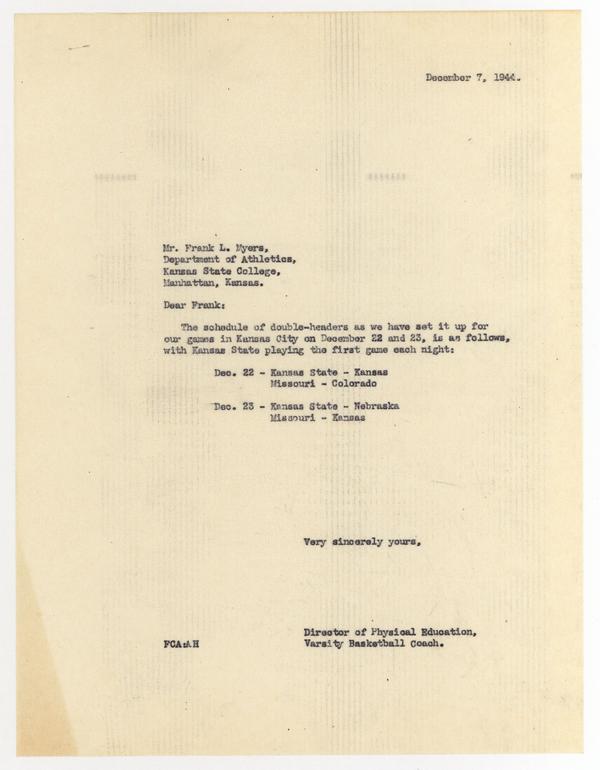 December 7, 1944.
Mr. Frank L. Myers,
Department of Athletics,
Kansas State College,
Manhattan, Kansas.
Dear Frank:
The schedule of double-headers as we have set it up for
our games in Kansas City on December 22 and 23, is as follows,
with Kansas State playing the first game each night:
Dec. 22 - Kansas State - Kansas
Missouri - Colorado
Dec. 23 - Kansas State - Nebraska
Missouri - Kansas
Very sincerely yours,
Director of Physical Education,
FCA:AH Varsity Basketball Coach.